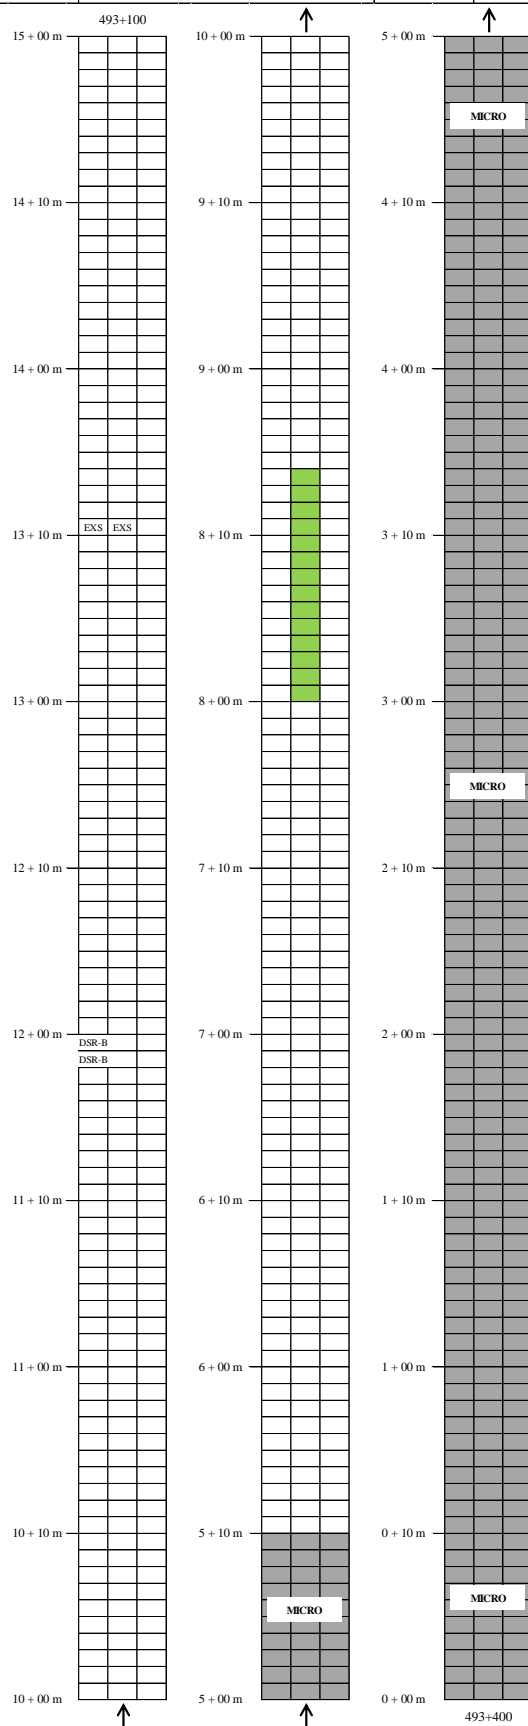 493+100
15 + 00 m
14 + 10 m
14 + 00 m
EXS EXS
13 + 10 m
13 + 00 m
12 + 10 m
12 + 00 m
DSR-B
DSR-B
11 + 10 m
11 + 00 m
10 + 10 m
10 + 00 m
10 + 00 m
9 + 10 m
9 + 00 m
8 + 10 m
8 + 00 m
7 + 10 m
7 + 00 m
6 + 10 m
6 + 00 m
5 + 10 m
MICRO
5 + 00 m
5 + 00 m
MICRO
4 + 10 m
4 + 00 m
3 + 10 m
3 + 00 m
MICRO
2 + 10 m
2 + 00 m
1 + 10 m
1 + 00 m
0 + 10 m
MICRO
0 + 00 m
493+400